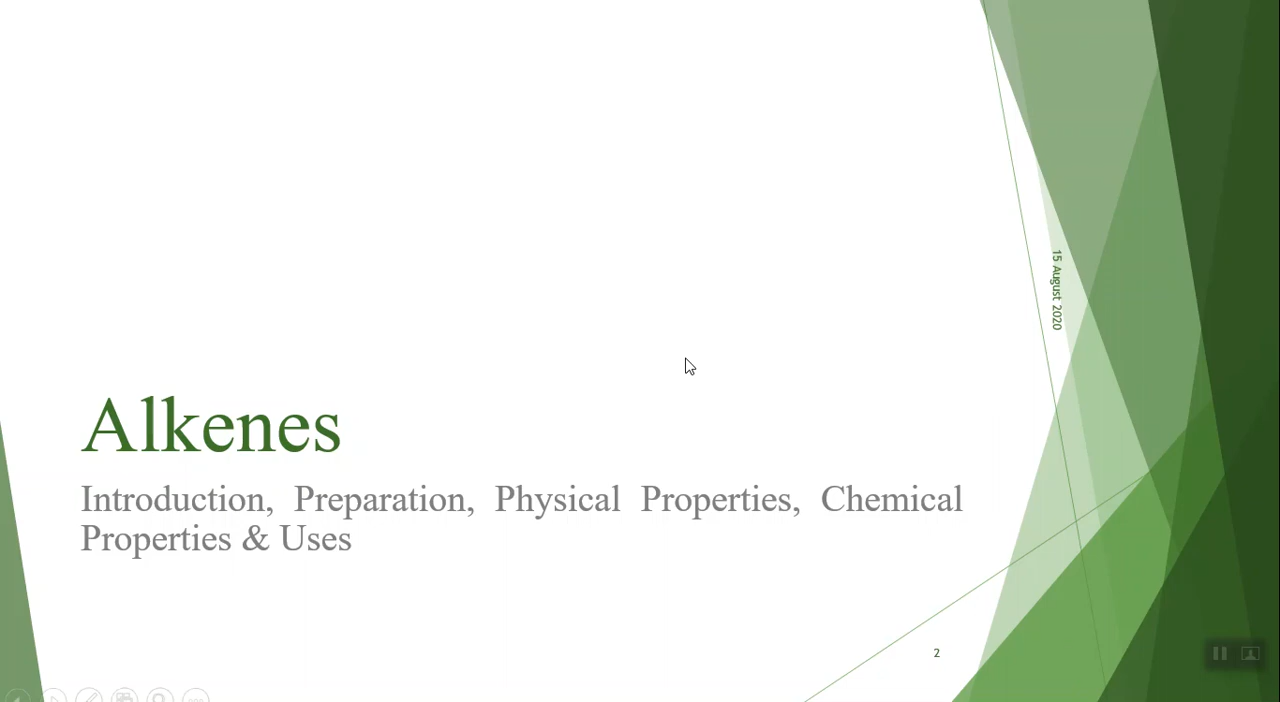 15 August 2020
Alkenes
Introduction, Preparation, Physical Properties, Chemical
Properties & Uses
2